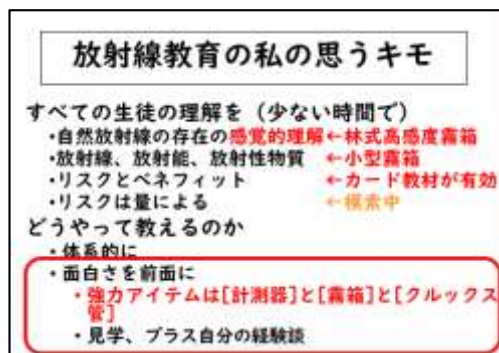 放射線教育の私の思うキモ
すべての生徒の理解を（少ない時間で）
・自然放射線の存在の感覚的理解←林式高感度霧箱
・放射線、放射能、放射性物質 ←小型霧箱
・リスクとベネフィット ←カード教材が有効
・リスクは量による ←模索中
どうやって教えるのか
・体系的に
・面白さを前面に
・強力アイテムは[計測器]と[霧箱]と[クルックス
管]
・見学、プラス自分の経験談